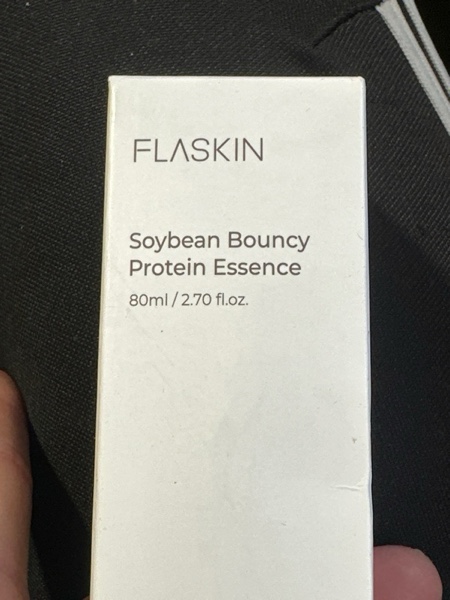 FLASKIN
Soybean Bouncy
Protein Essence
80ml / 2.70 fl.oz.